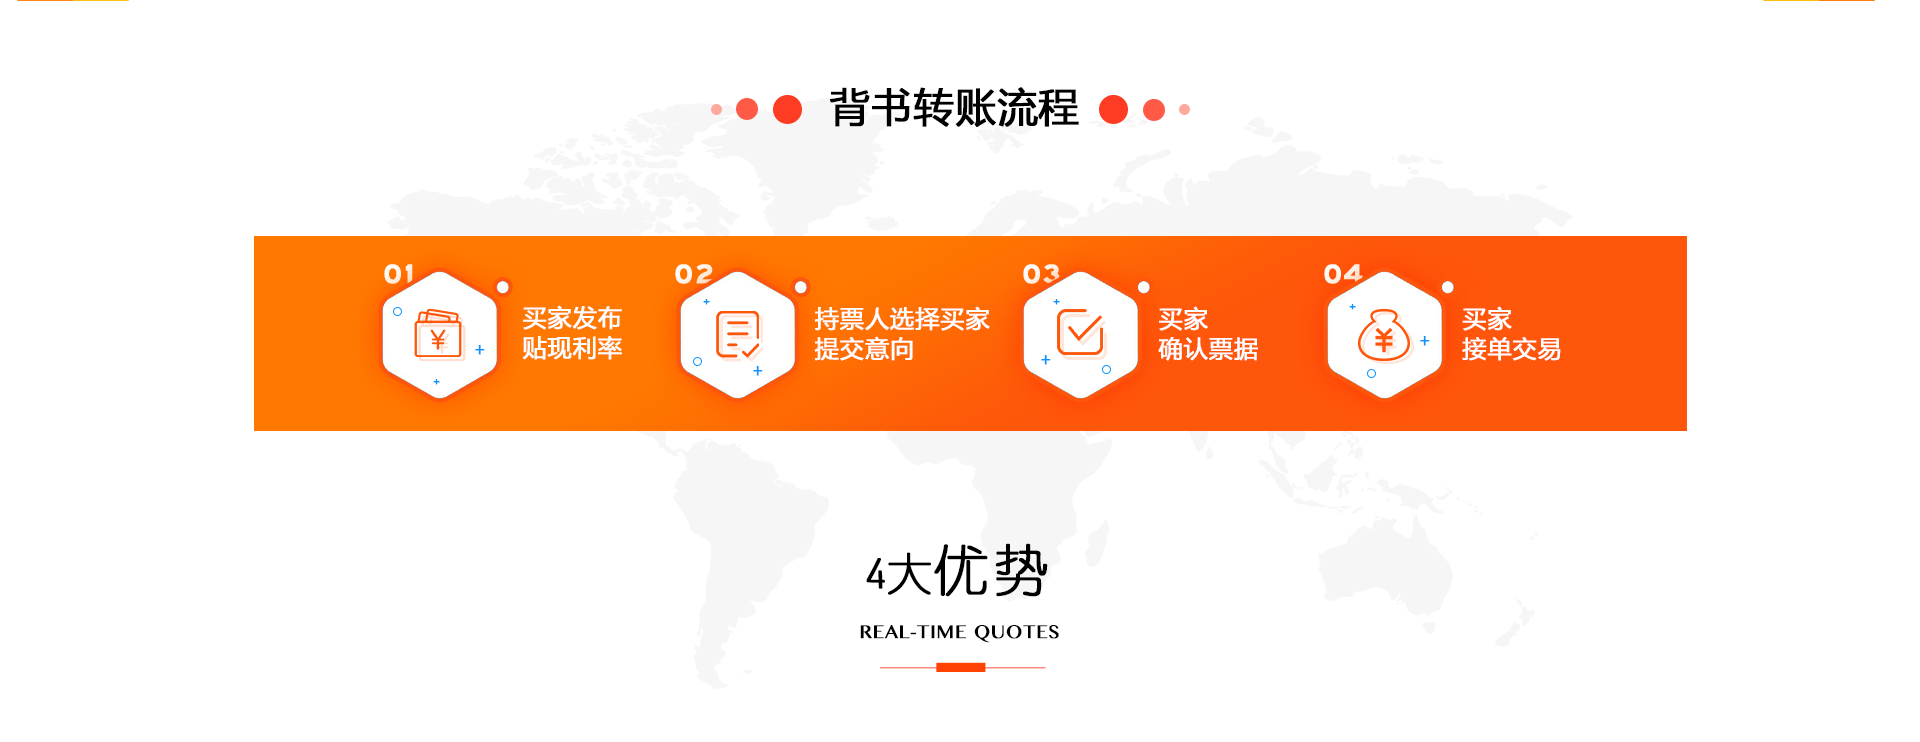 背书转账流程
01
买家发布
贴现利率
02
持票人选择买家
提交意向
03
买家
确认票据
04
买家
接单交易
4大优势
REAL-TIME QUOTES